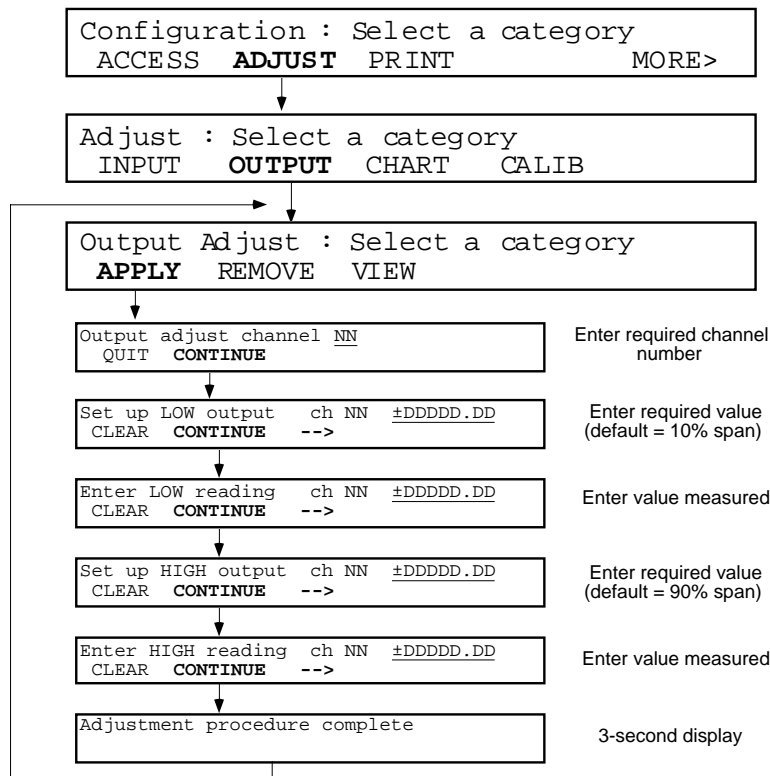 Configuration : Select a category
ACCESS ADJUST PRINT MORE>
Adjust : Select a category
INPUT OUTPUT CHART CALIB
Output Adjust : Select a category
APPLY REMOVE VIEW
Output adjust channel NN
QUIT CONTINUE
Enter required channel
number
Set up LOW output ch NN ±DDDDD.DD
CLEAR CONTINUE -->
Enter required value
(default = 10% span)
Enter LOW reading ch NN ±DDDDD.DD
CLEAR CONTINUE -->
Enter value measured
Set up HIGH output ch NN ±DDDDD.DD
CLEAR CONTINUE -->
Enter required value
(default = 90% span)
Enter HIGH reading ch NN ±DDDDD.DD
CLEAR CONTINUE -->
Enter value measured
Adjustment procedure complete
3-second display